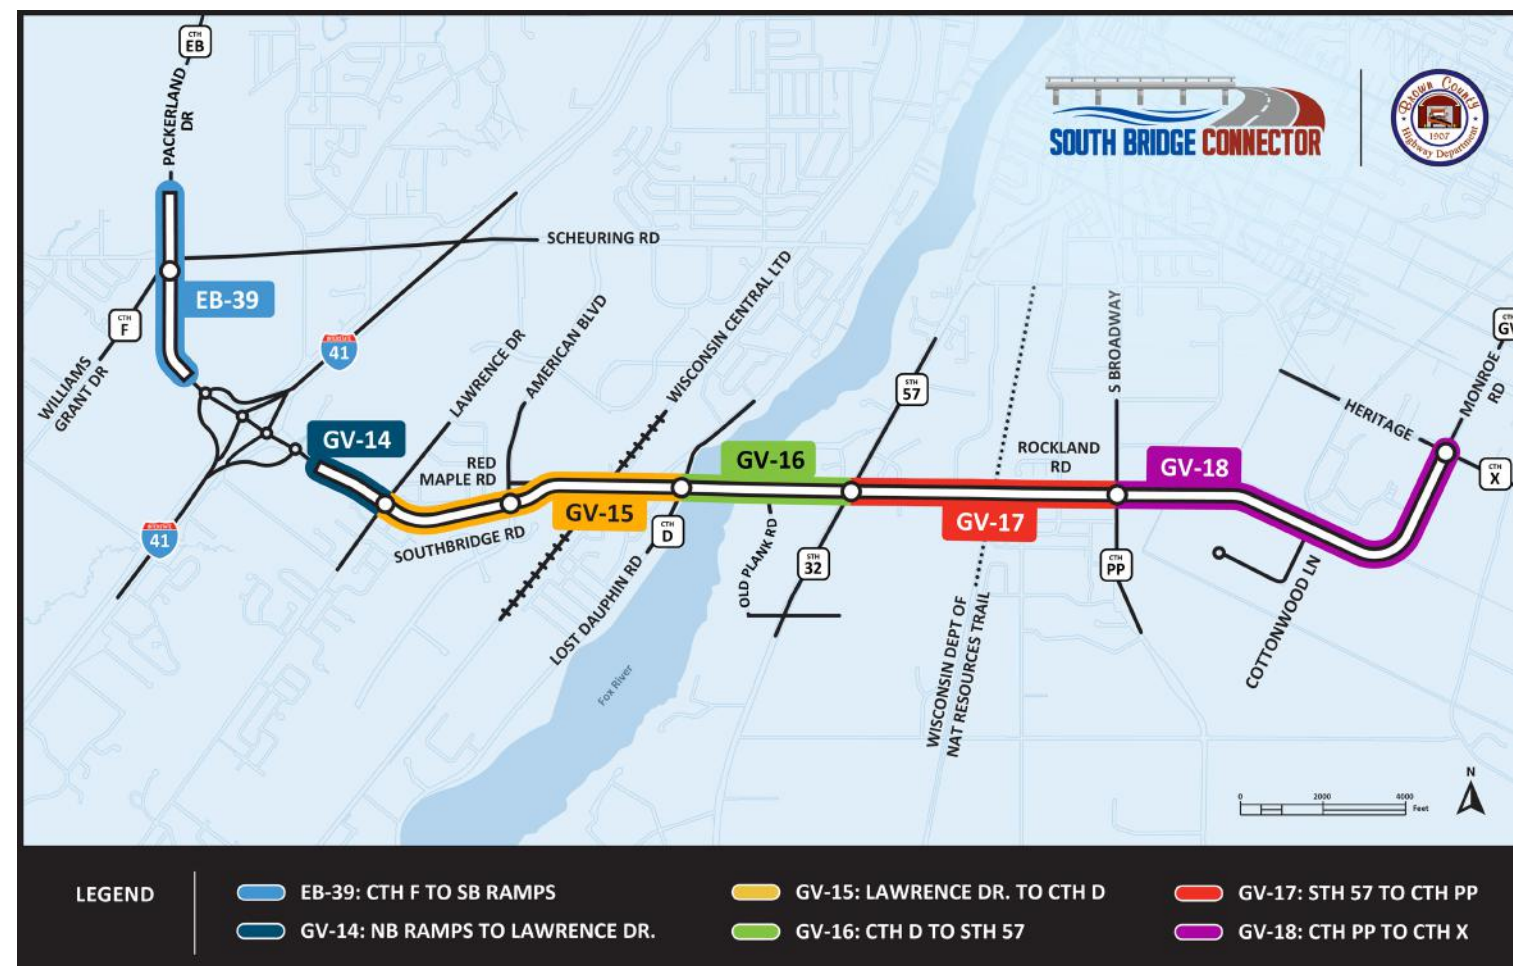 CTH
EB
PACKERLAND
DR
SOUTH BRIDGE CONNECTOR
Brown County
1907
Highway Department
SCHEURING RD
EB-39
CTH
F
WILLIAMS
GRANT DR
INTERSTATE
41
LAWRENCE DR
AMERICAN BLVD
WISCONSIN CENTRAL LTD
STH
57
S BROADWAY
CTH
GV
MONROE
RD
HERITAGE
CTH
X
GV-14
RED
MAPLE RD
GV-15
SOUTHBRIDGE RD
GV-16
CTH
D
LOST DAUPHIN RD
OLD PLANK RD
STH
32
ROCKLAND
RD
GV-17
GV-18
CTH
PP
COTTONWOOD LN
INTERSTATE
41
Fox River
WISCONSIN DEPT OF
NAT RESOURCES TRAIL
0 2000 4000
Feet
N
LEGEND
EB-39: CTH F TO SB RAMPS
GV-14: NB RAMPS TO LAWRENCE DR.
GV-15: LAWRENCE DR. TO CTH D
GV-16: CTH D TO STH 57
GV-17: STH 57 TO CTH PP
GV-18: CTH PP TO CTH X